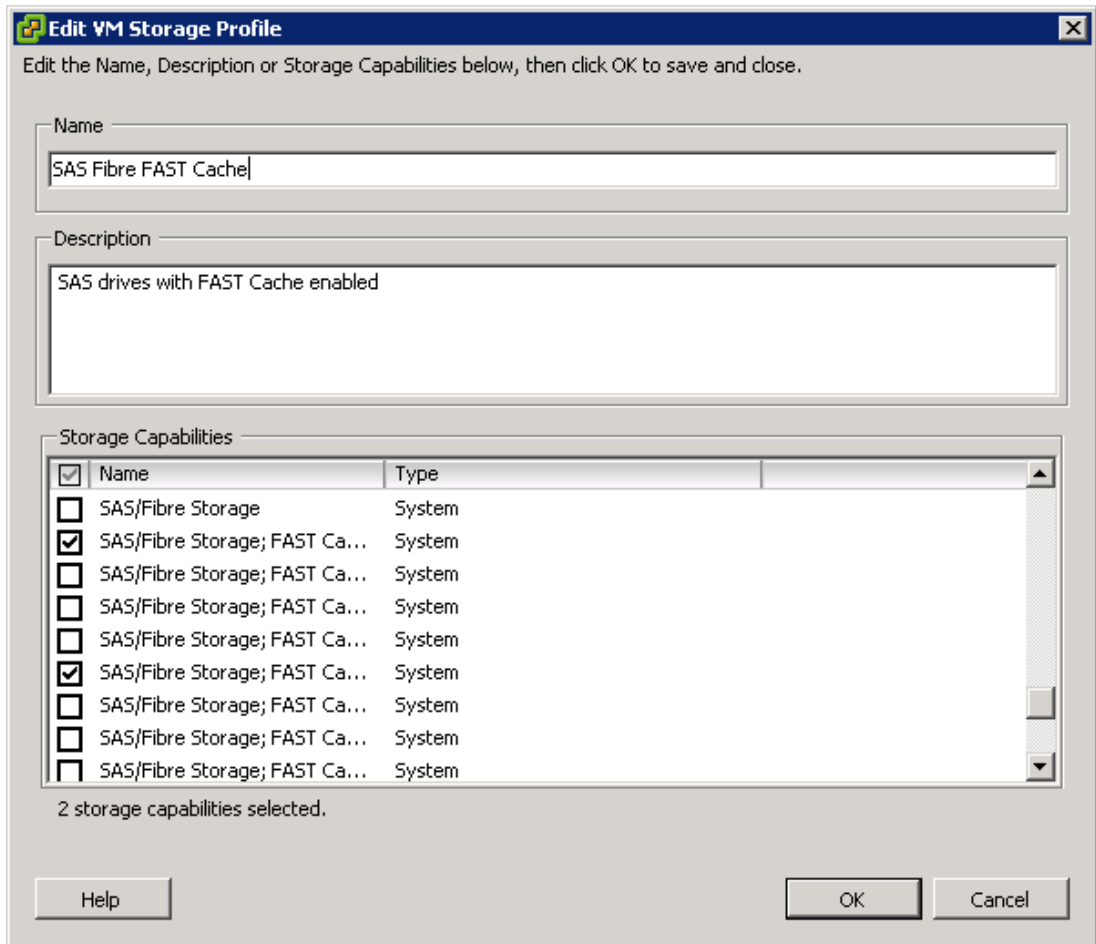 Edit VM Storage Profile
Edit the Name, Description or Storage Capabilities below, then click OK to save and close.
Name
SAS Fibre FAST Cache
Description
SAS drives with FAST Cache enabled
Storage Capabilities
Name Type
SAS/Fibre Storage System
SAS/Fibre Storage; FAST Ca... System
SAS/Fibre Storage; FAST Ca... System
SAS/Fibre Storage; FAST Ca... System
SAS/Fibre Storage; FAST Ca... System
SAS/Fibre Storage; FAST Ca... System
SAS/Fibre Storage; FAST Ca... System
SAS/Fibre Storage; FAST Ca... System
SAS/Fibre Storage; FAST Ca... System
2 storage capabilities selected.
Help OK Cancel